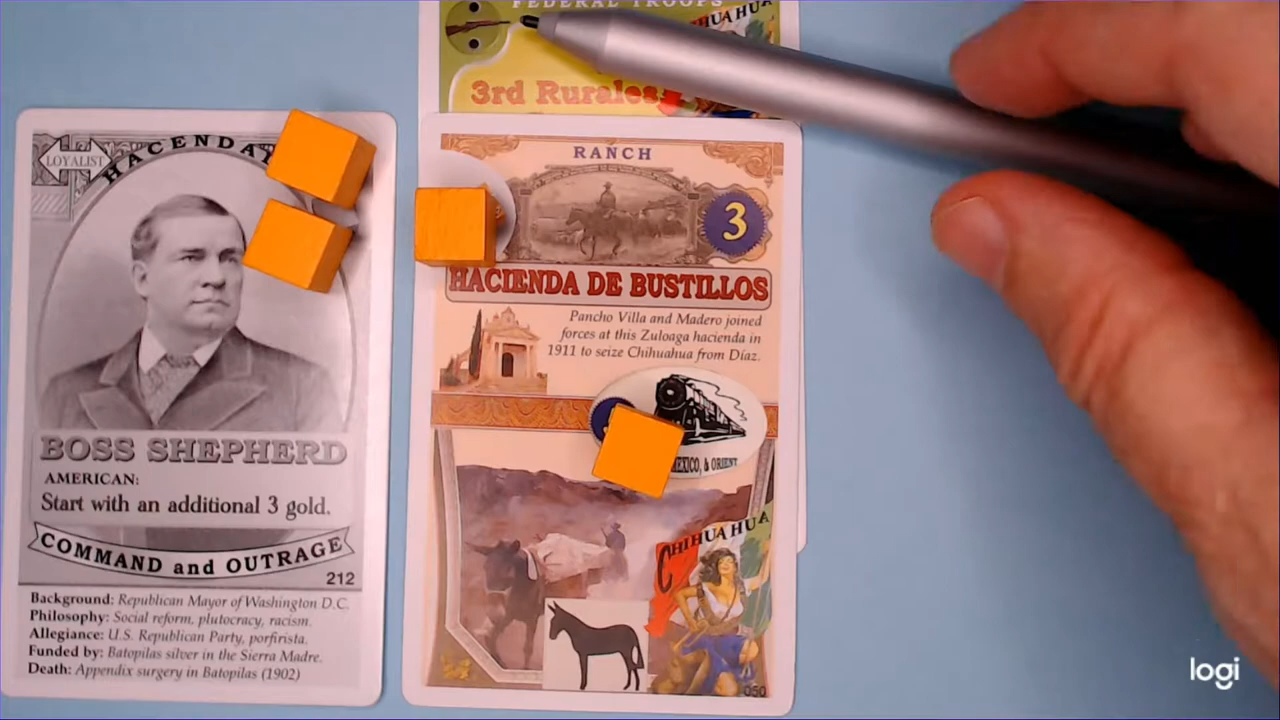 FEDERAL TROOPS
CHIHUAHUA
3rd Rurales
LOYALIST
RANCH
3
HACIENDA DE BUSTILLOS
Pancho Villa and Madero joined
forces at this Zuloaga hacienda in
1911 to seize Chihuahua from Díaz.
MEXICO, & ORIENT
CHIHUAHUA
050
BOSS SHEPHERD
AMERICAN:
Start with an additional 3 gold.
COMMAND and OUTRAGE
212
Background: Republican Mayor of Washington D.C.
Philosophy: Social reform, plutocracy, racism.
Allegiance: U.S. Republican Party, porfirista.
Funded by: Batopilas silver in the Sierra Madre.
Death: Appendix surgery in Batopilas (1902)
logi